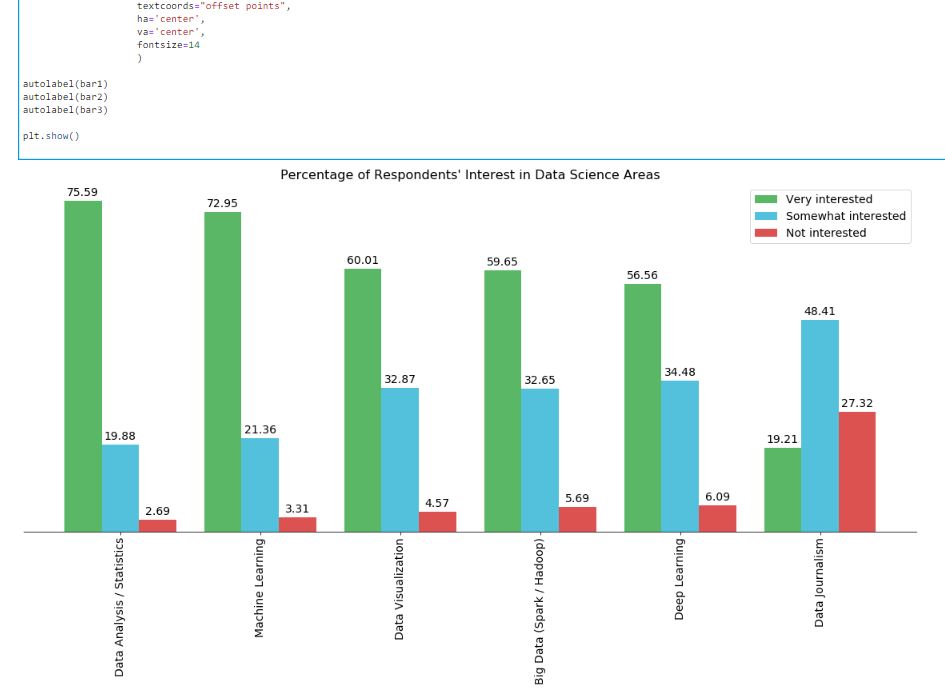 textcoords="offset points",
ha='center',
va='center',
fontsize=14
)
autolabel(bar1)
autolabel(bar2)
autolabel(bar3)
plt.show()
Percentage of Respondents' Interest in Data Science Areas
Very interested
Somewhat interested
Not interested
75.59
19.88
2.69
72.95
21.36
3.31
60.01
32.87
4.57
59.65
32.65
5.69
56.56
34.48
6.09
19.21
48.41
27.32
Data Analysis / Statistics
Machine Learning
Data Visualization
Big Data (Spark / Hadoop)
Deep Learning
Data Journalism